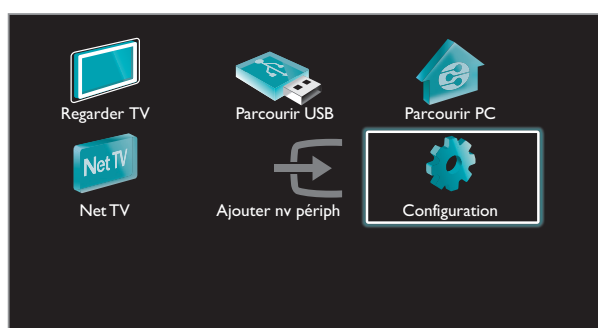 Regarder TV
Parcourir USB
Parcourir PC
Net TV
Net TV
Ajouter nv périph
Configuration